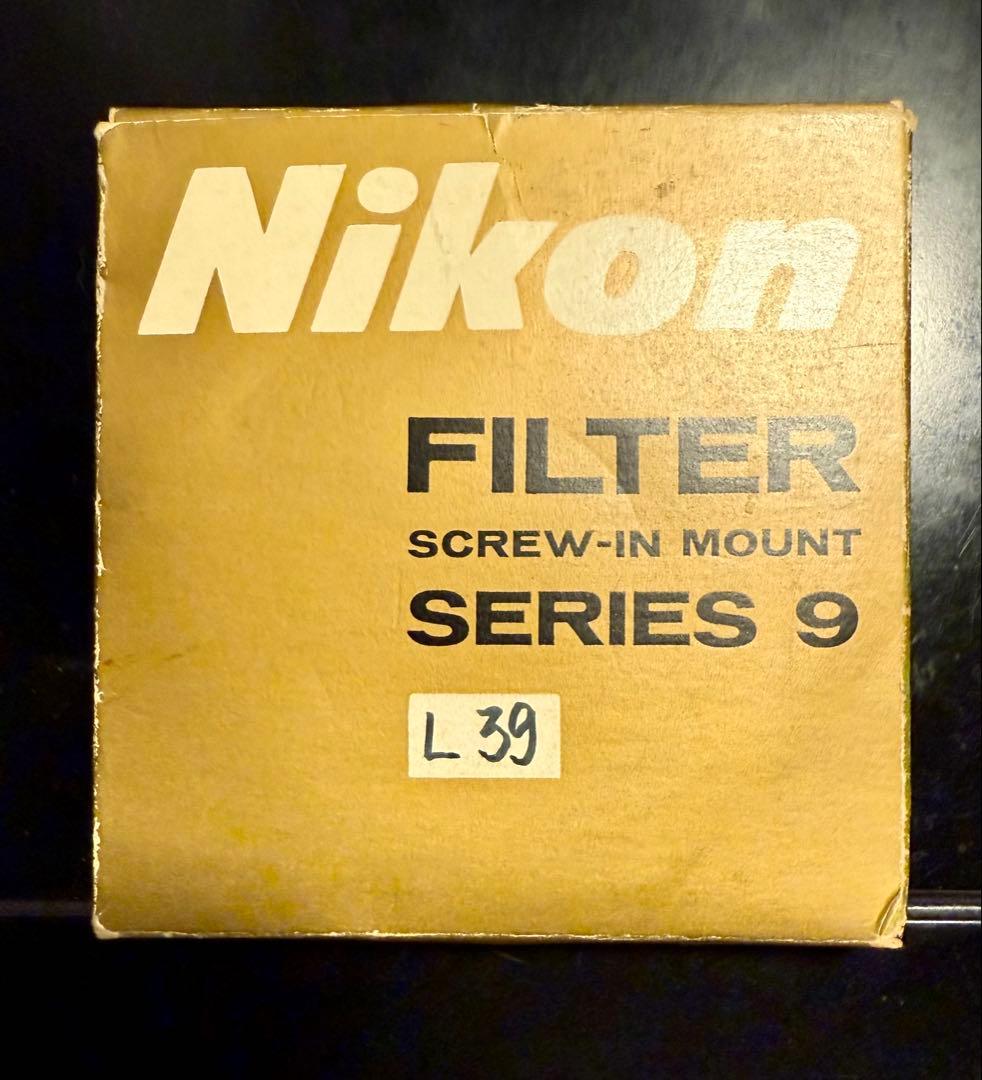 Nikon
FILTER
SCREW-IN MOUNT
SERIES 9
L 39